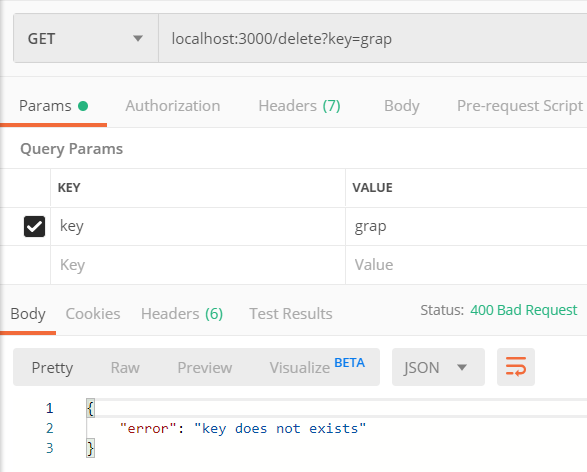 GET localhost:3000/delete?key=grap
Params Authorization Headers (7) Body Pre-request Script
Query Params
KEY VALUE
key grap
Key Value
Body Cookies Headers (6) Test Results Status: 400 Bad Request
Pretty Raw Preview Visualize BETA JSON
1 {
2 "error": "key does not exists"
3 }